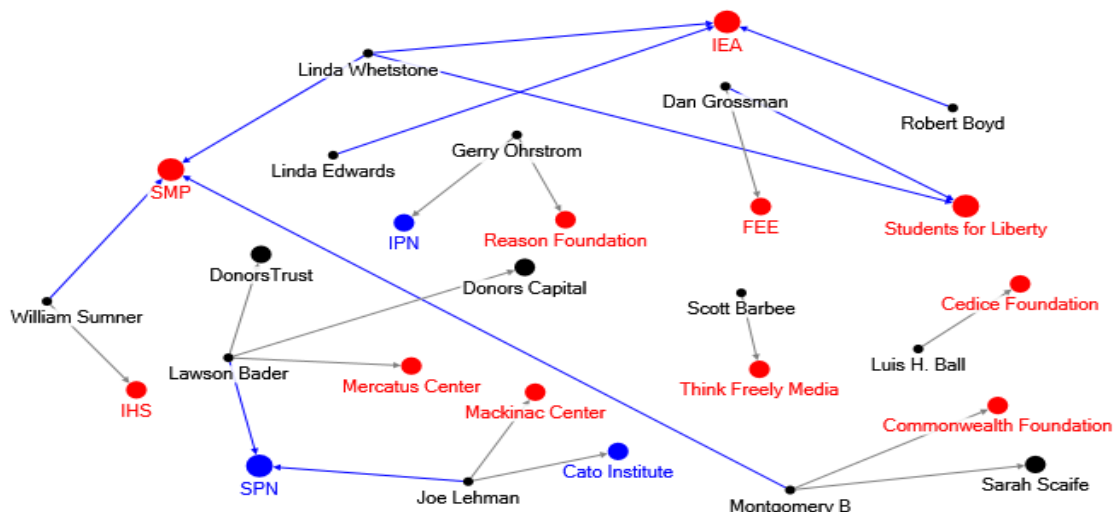 IEA
Linda Whetstone
Dan Grossman
Robert Boyd
Gerry Ohrstrom
Linda Edwards
SMP
IPN
Reason Foundation
FEE
Students for Liberty
DonorsTrust
Donors Capital
Cedice Foundation
William Sumner
Scott Barbee
Luis H. Ball
Lawson Bader
Mercatus Center
Think Freely Media
IHS
Mackinac Center
Commonwealth Foundation
Cato Institute
SPN
Joe Lehman
Sarah Scaife
Montgomery B